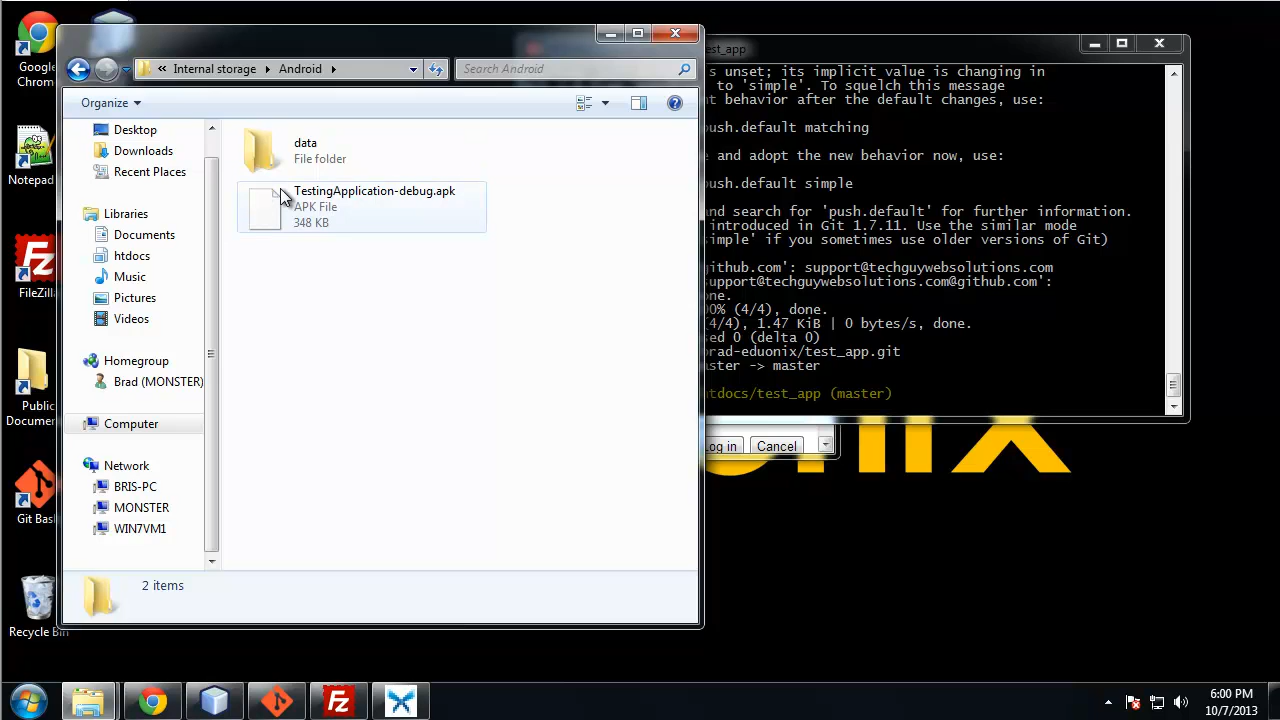 Google
Chrom
Notepad
FileZill
Public
Documen
Git Bas
Recycle Bin
Internal storage
Android
Search Android
Organize
Desktop
Downloads
Recent Places
Libraries
Documents
htdocs
Music
Pictures
Videos
Homegroup
Brad (MONSTER)
Computer
Network
BRIS-PC
MONSTER
WIN7VM1
data
File folder
TestingApplication-debug.apk
APK File
348 KB
2 items
est_app
s unset; its implicit value is changing in
to 'simple'. To squelch this message
t behavior after the default changes, use:
push.default matching
e and adopt the new behavior now, use:
push.default simple
and search for 'push.default' for further information.
introduced in Git 1.7.11. Use the similar mode
simple' if you sometimes use older versions of Git)
github.com': support@techguywebsolutions.com
support@techguywebsolutions.com@github.com':
one.
00% (4/4), done.
(4/4), 1.47 KiB | 0 bytes/s, done.
sed 0 (delta 0)
brad-eduonix/test_app.git
aster -> master
htdocs/test_app (master)
Log in
Cancel
6:00 PM
10/7/2013